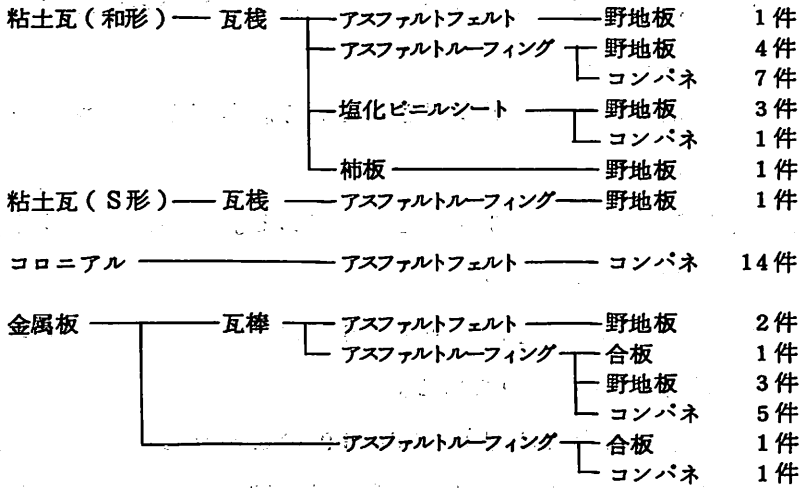 粘土瓦(和形) 瓦桟 アスファルトフェルト 野地板 1件
アスファルトルーフィング 野地板 4件
コンパネ 7件
塩化ビニルシート 野地板 3件
コンパネ 1件
柿板 野地板 1件
粘土瓦(S形) 瓦桟 アスファルトルーフィング 野地板 1件
コロニアル アスファルトフェルト コンパネ 14件
金属板 瓦棒 アスファルトフェルト 野地板 2件
アスファルトルーフィング 合板 1件
野地板 3件
コンパネ 5件
アスファルトルーフィング 合板 1件
コンパネ 1件